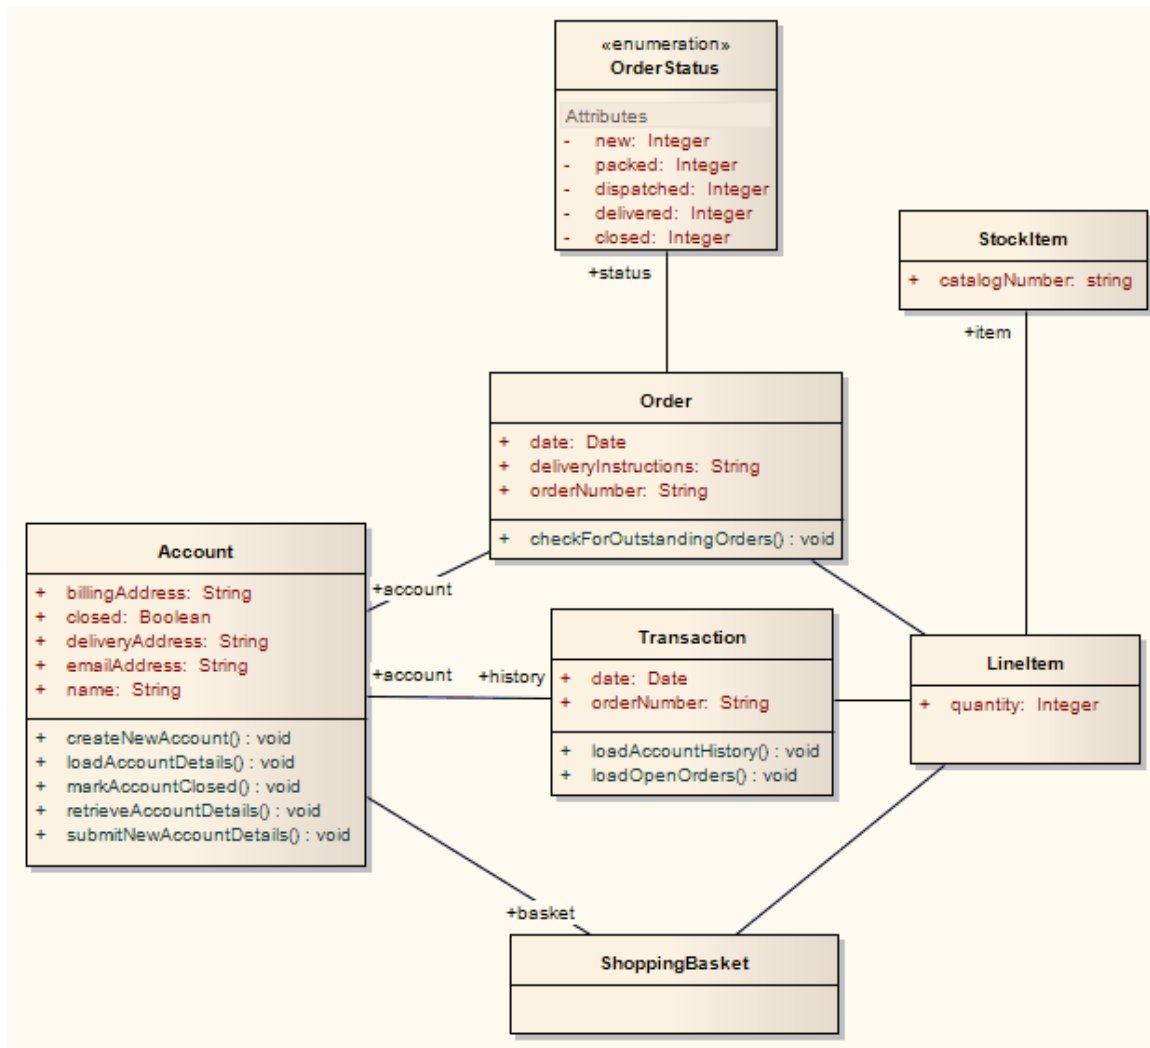 «enumeration»
OrderStatus
Attributes
- new: Integer
- packed: Integer
- dispatched: Integer
- delivered: Integer
- closed: Integer
+status
StockItem
+ catalogNumber: string
+item
Order
+ date: Date
+ deliveryInstructions: String
+ orderNumber: String
+ checkForOutstandingOrders() : void
Account
+ billingAddress: String
+ closed: Boolean
+ deliveryAddress: String
+ emailAddress: String
+ name: String
+ createNewAccount() : void
+ loadAccountDetails() : void
+ markAccountClosed() : void
+ retrieveAccountDetails() : void
+ submitNewAccountDetails() : void
+account
+account
+history
Transaction
+ date: Date
+ orderNumber: String
+ loadAccountHistory() : void
+ loadOpenOrders() : void
LineItem
+ quantity: Integer
+basket
ShoppingBasket